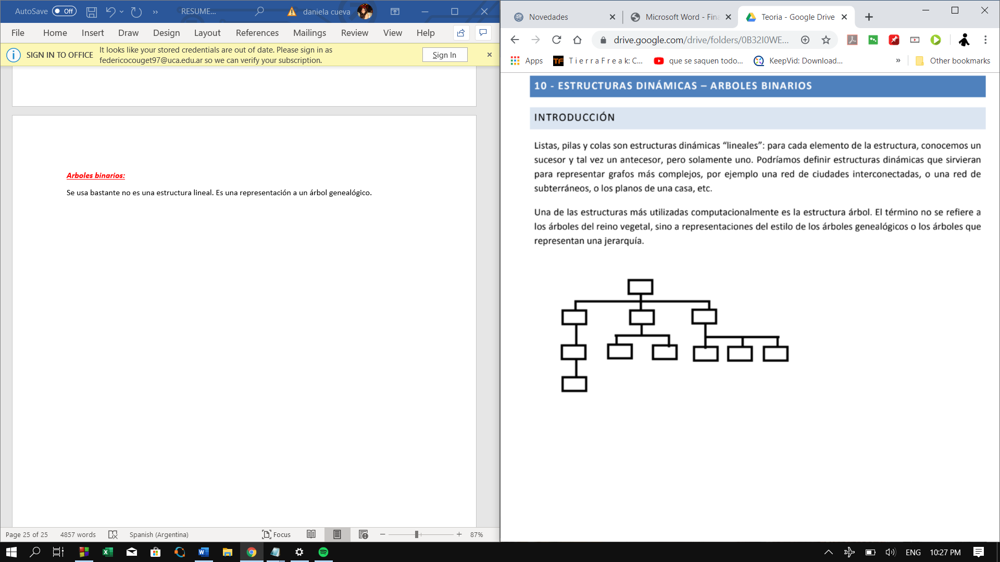 AutoSave Off RESUME... daniela cueva
File Home Insert Draw Design Layout References Mailings Review View Help
SIGN IN TO OFFICE It looks like your stored credentials are out of date. Please sign in as
federicocouget97@uca.edu.ar so we can verify your subscription.
Sign In
Arboles binarios:
Se usa bastante no es una estructura lineal. Es una representación a un árbol genealógico.
Page 25 of 25 4857 words Spanish (Argentina) Focus 87%
Novedades Microsoft Word - Fina Teoria - Google Drive
drive.google.com/drive/folders/0B32I0WE...
Apps T i e r r a F r e a k: C... que se saquen todo... KeepVid: Download... » Other bookmarks
10 - ESTRUCTURAS DINÁMICAS – ARBOLES BINARIOS
INTRODUCCIÓN
Listas, pilas y colas son estructuras dinámicas “lineales”: para cada elemento de la estructura, conocemos un
sucesor y tal vez un antecesor, pero solamente uno. Podríamos definir estructuras dinámicas que sirvieran
para representar grafos más complejos, por ejemplo una red de ciudades interconectadas, o una red de
subterráneos, o los planos de una casa, etc.
Una de las estructuras más utilizadas computacionalmente es la estructura árbol. El término no se refiere a
los árboles del reino vegetal, sino a representaciones del estilo de los árboles genealógicos o los árboles que
representan una jerarquía.
ENG 10:27 PM